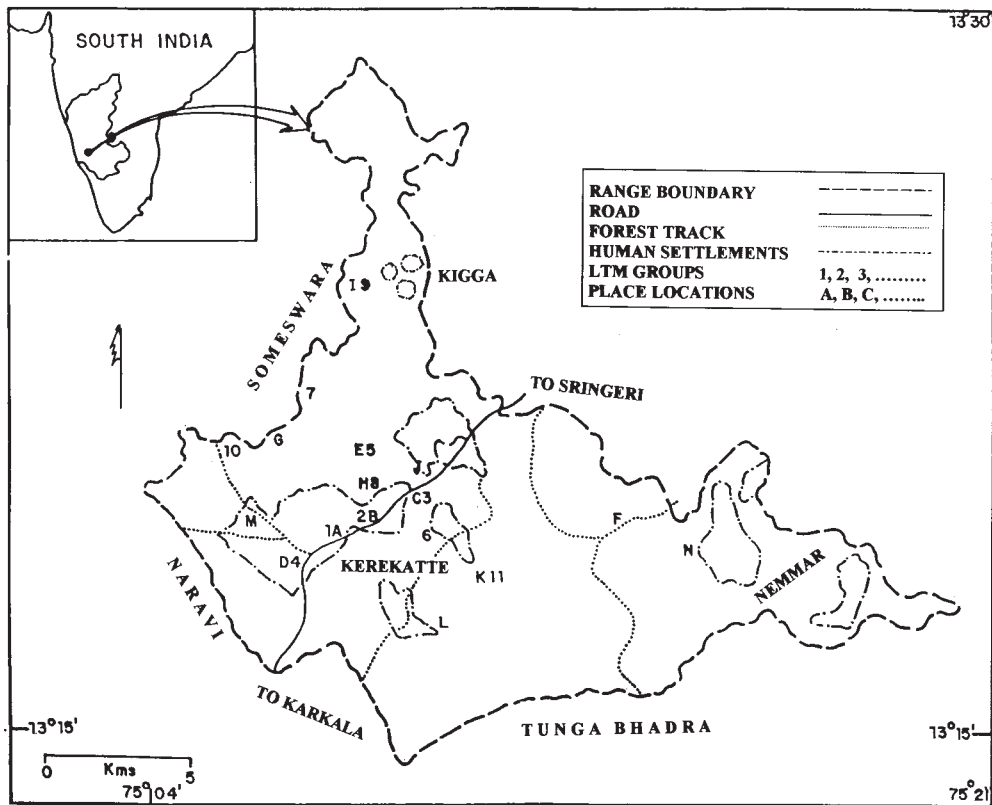 SOUTH INDIA
13°30'
RANGE BOUNDARY
ROAD
FOREST TRACK
HUMAN SETTLEMENTS
LTM GROUPS 1, 2, 3, .........
PLACE LOCATIONS A, B, C, ........
KIGGA
I9
SOMESWARA
7
TO SRINGERI
G
10
E5
H8
C3
2B
M
1A
F
6
D4
KEREKATTE
K11
N
NEMMAR
NARAVI
L
TO KARKALA
TUNGA BHADRA
13°15'
13°15'
0 5
Kms
75°04'
75°21